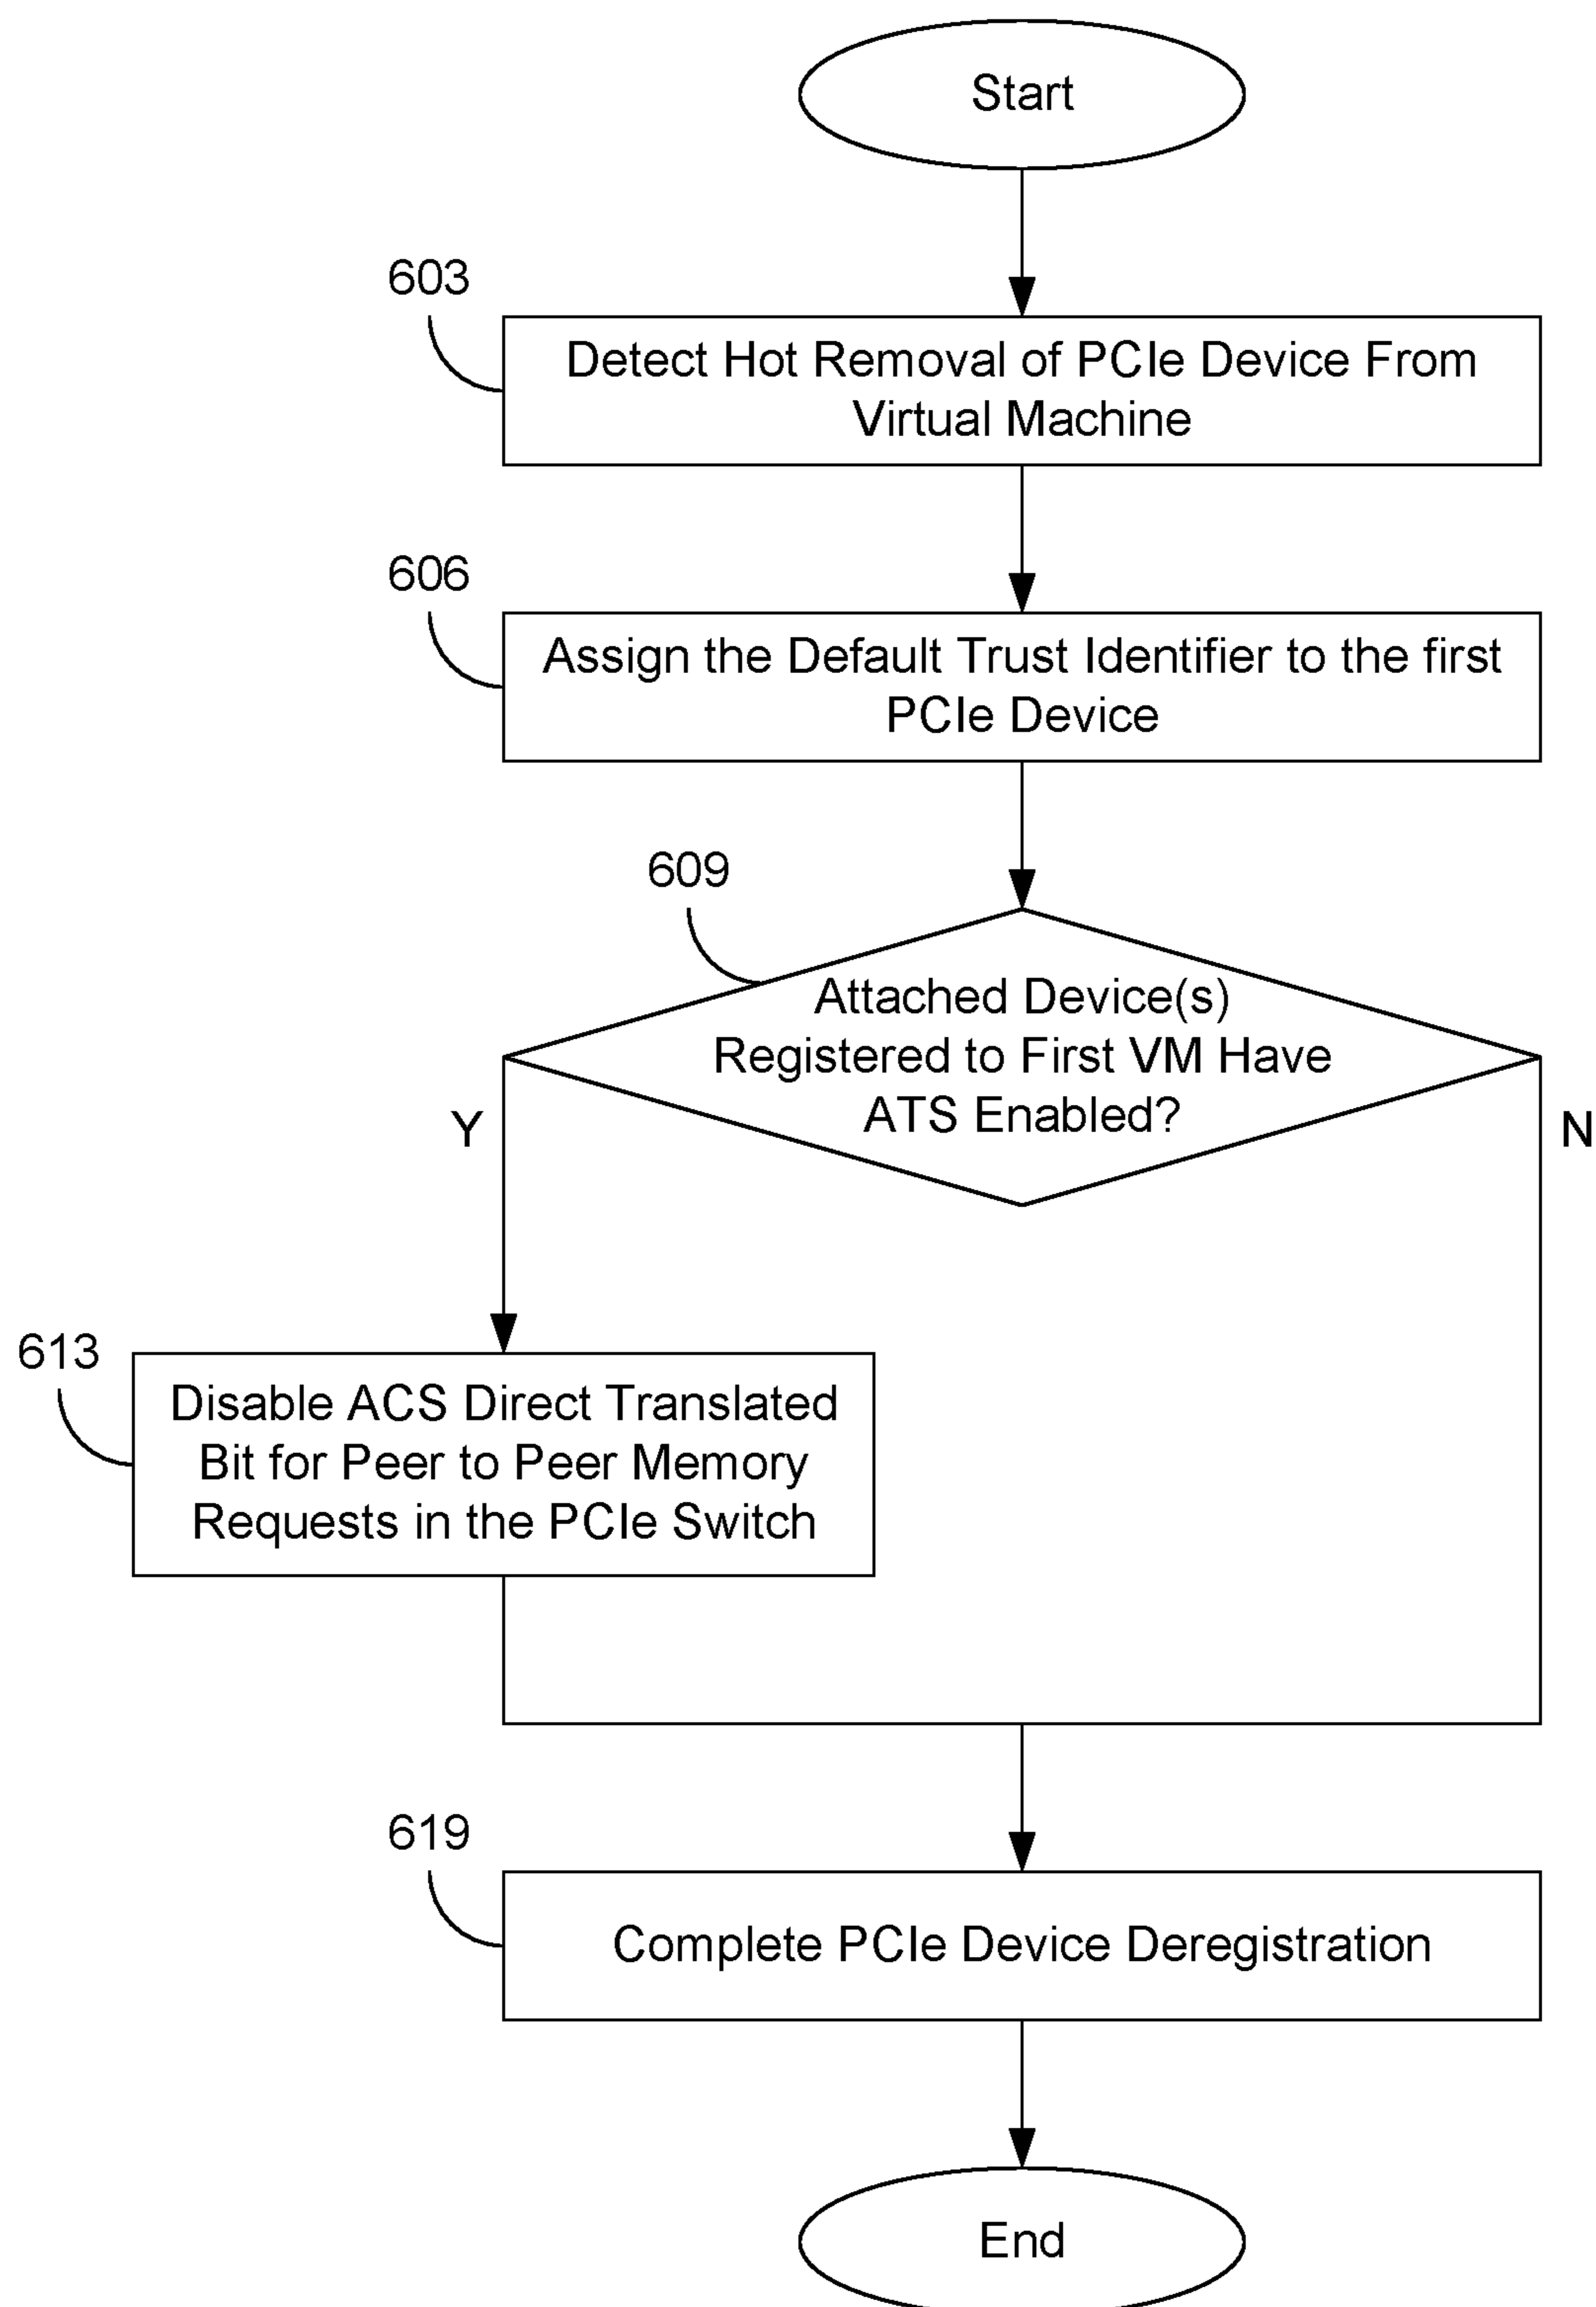 Start
603
Detect Hot Removal of PCIe Device From
Virtual Machine
606
Assign the Default Trust Identifier to the first
PCIe Device
609
Attached Device(s)
Registered to First VM Have
ATS Enabled?
Y
N
613
Disable ACS Direct Translated
Bit for Peer to Peer Memory
Requests in the PCIe Switch
619
Complete PCIe Device Deregistration
End